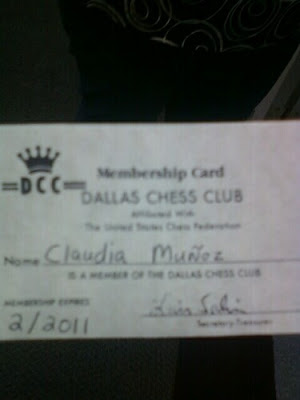 =DCC=
Membership Card
DALLAS CHESS CLUB
Affiliated With
The United States Chess Federation
Name Claudia Muñoz
IS A MEMBER OF THE DALLAS CHESS CLUB
MEMBERSHIP EXPIRES
2/2011
Secretary-Treasurer